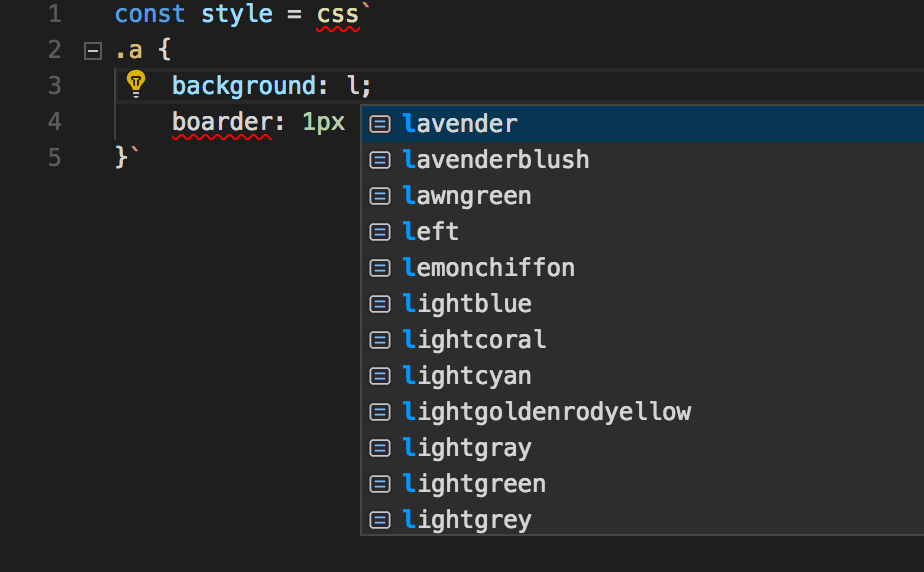 1 const style = css`
2 .a {
3 background: l;
4 boarder: 1px
5 }`
lavender
lavenderblush
lawngreen
left
lemonchiffon
lightblue
lightcoral
lightcyan
lightgoldenrodyellow
lightgray
lightgreen
lightgrey